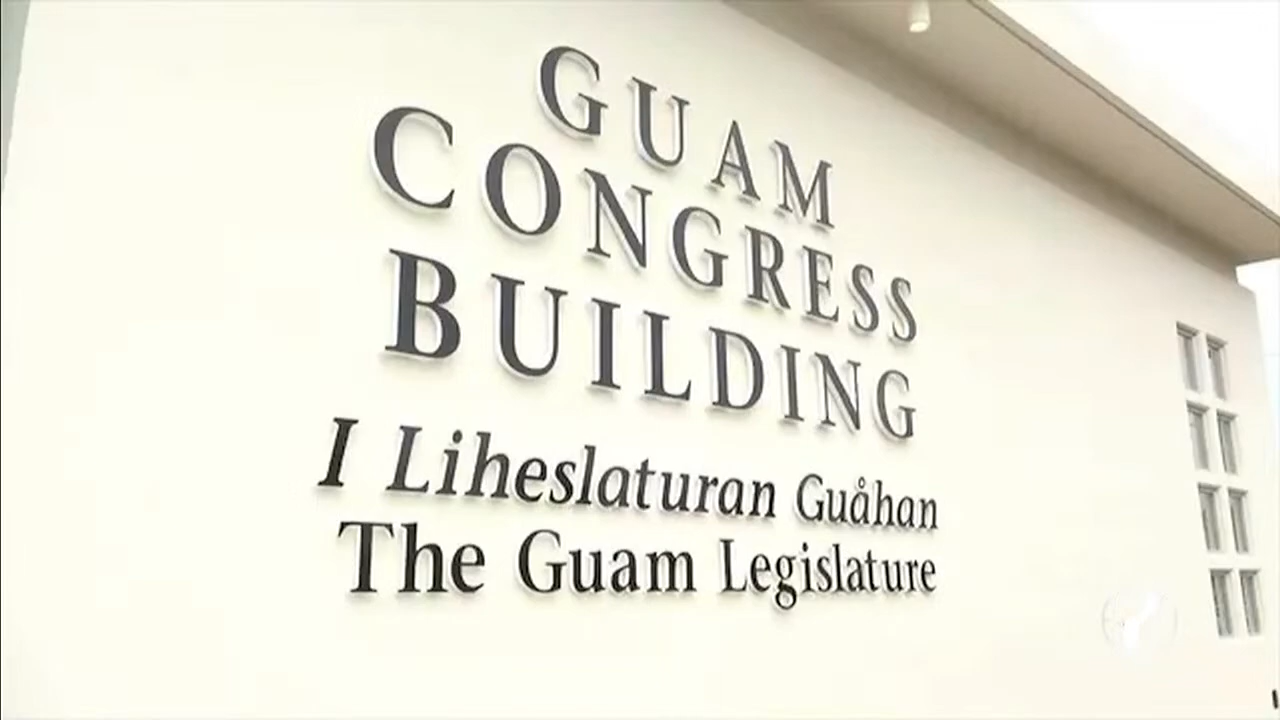 GUAM
CONGRESS
BUILDING
I Liheslaturan Guåhan
The Guam Legislature